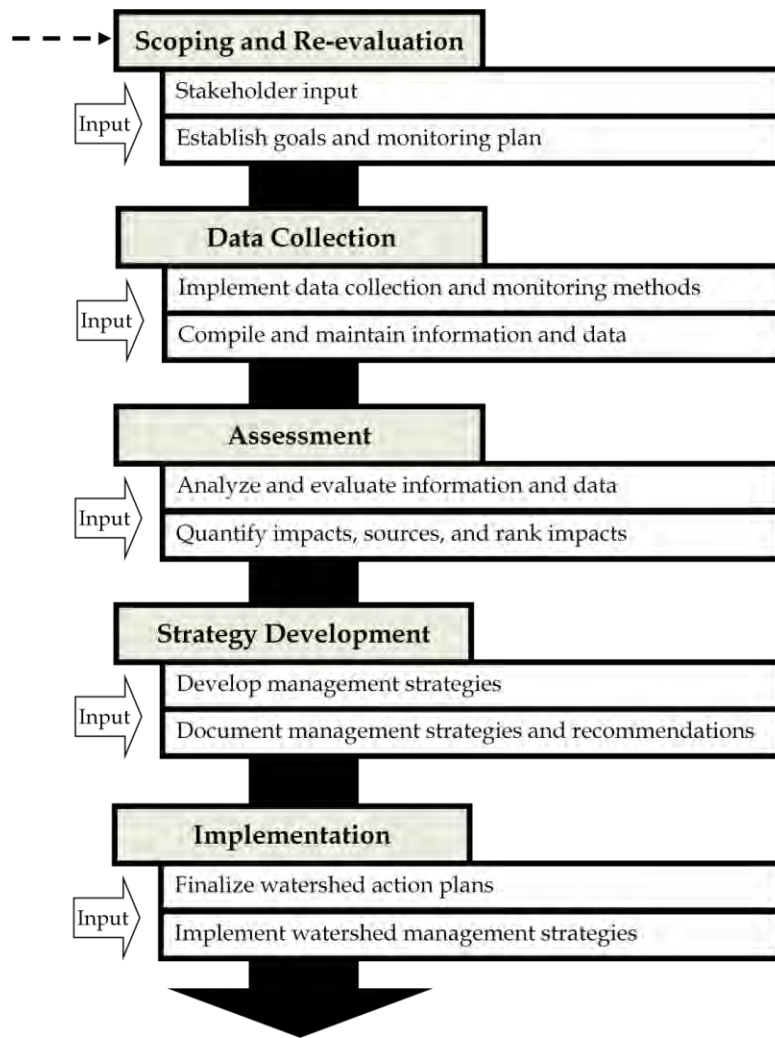 Scoping and Re-evaluation
Stakeholder input
Input
Establish goals and monitoring plan
Data Collection
Implement data collection and monitoring methods
Input
Compile and maintain information and data
Assessment
Analyze and evaluate information and data
Input
Quantify impacts, sources, and rank impacts
Strategy Development
Develop management strategies
Input
Document management strategies and recommendations
Implementation
Finalize watershed action plans
Input
Implement watershed management strategies